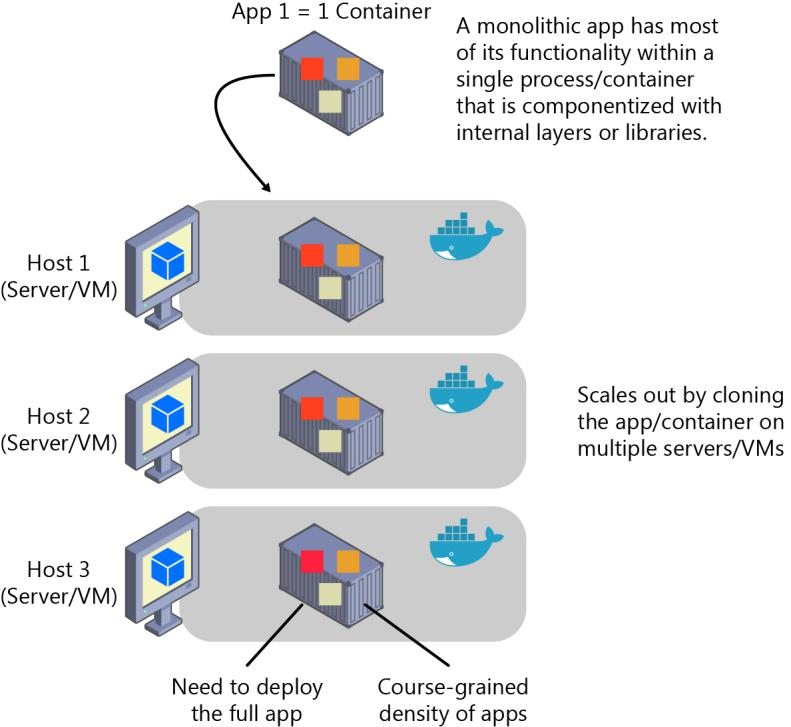 App 1 = 1 Container
A monolithic app has most
of its functionality within a
single process/container
that is componentized with
internal layers or libraries.
Host 1
(Server/VM)
Host 2
(Server/VM)
Scales out by cloning
the app/container on
multiple servers/VMs
Host 3
(Server/VM)
Need to deploy
the full app
Course-grained
density of apps